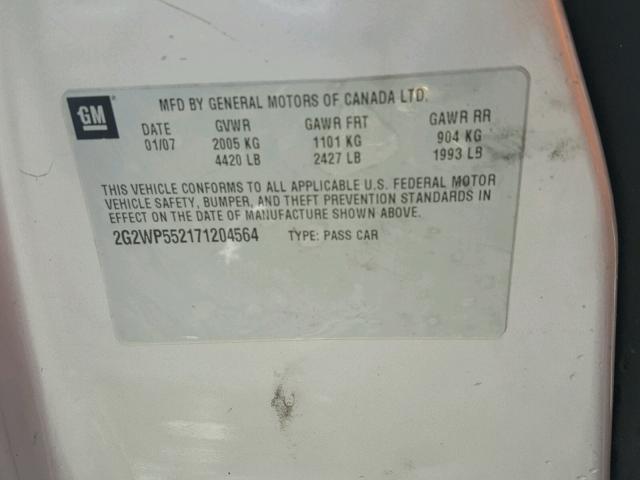 GM
MFD BY GENERAL MOTORS OF CANADA LTD.
DATE GVWR GAWR FRT GAWR RR
01/07 2005 KG 1101 KG 904 KG
4420 LB 2427 LB 1993 LB
THIS VEHICLE CONFORMS TO ALL APPLICABLE U.S. FEDERAL MOTOR
VEHICLE SAFETY, BUMPER, AND THEFT PREVENTION STANDARDS IN
EFFECT ON THE DATE OF MANUFACTURE SHOWN ABOVE.
2G2WP552171204564 TYPE: PASS CAR